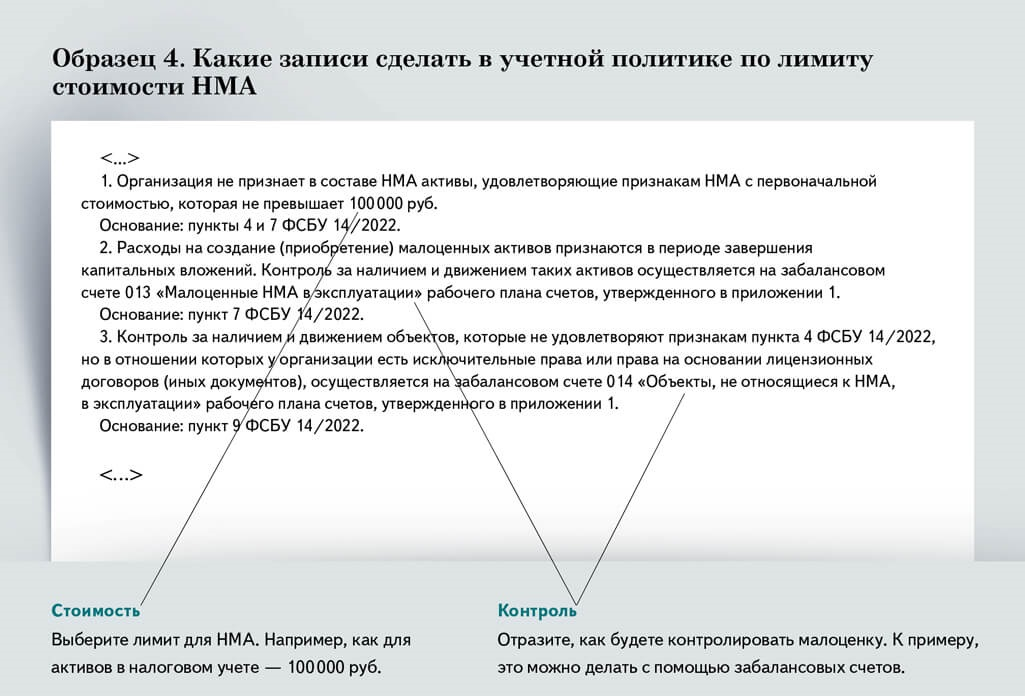 Образец 4. Какие записи сделать в учетной политике по лимиту
стоимости НМА
<...>
1. Организация не признает в составе НМА активы, удовлетворяющие признакам НМА с первоначальной
стоимостью, которая не превышает 100 000 руб.
Основание: пункты 4 и 7 ФСБУ 14/2022.
2. Расходы на создание (приобретение) малоценных активов признаются в периоде завершения
капитальных вложений. Контроль за наличием и движением таких активов осуществляется на забалансовом
счете 013 «Малоценные НМА в эксплуатации» рабочего плана счетов, утвержденного в приложении 1.
Основание: пункт 7 ФСБУ 14/2022.
3. Контроль за наличием и движением объектов, которые не удовлетворяют признакам пункта 4 ФСБУ 14/2022,
но в отношении которых у организации есть исключительные права или права на основании лицензионных
договоров (иных документов), осуществляется на забалансовом счете 014 «Объекты, не относящиеся к НМА,
в эксплуатации» рабочего плана счетов, утвержденного в приложении 1.
Основание: пункт 9 ФСБУ 14/2022.
<...>
Стоимость
Выберите лимит для НМА. Например, как для
активов в налоговом учете — 100 000 руб.
Контроль
Отразите, как будете контролировать малоценку. К примеру,
это можно делать с помощью забалансовых счетов.